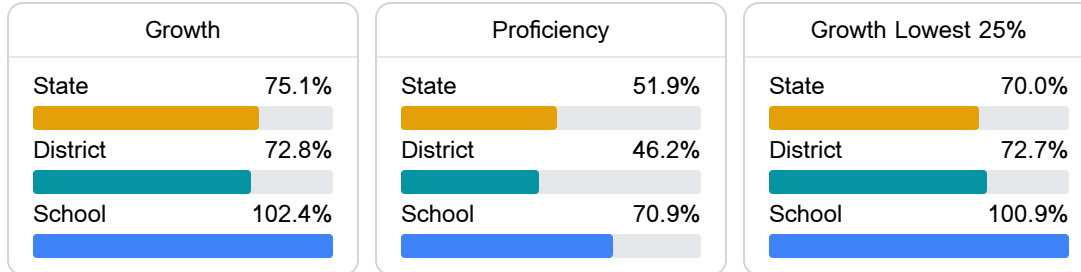 Growth
State 75.1%
District 72.8%
School 102.4%
Proficiency
State 51.9%
District 46.2%
School 70.9%
Growth Lowest 25%
State 70.0%
District 72.7%
School 100.9%